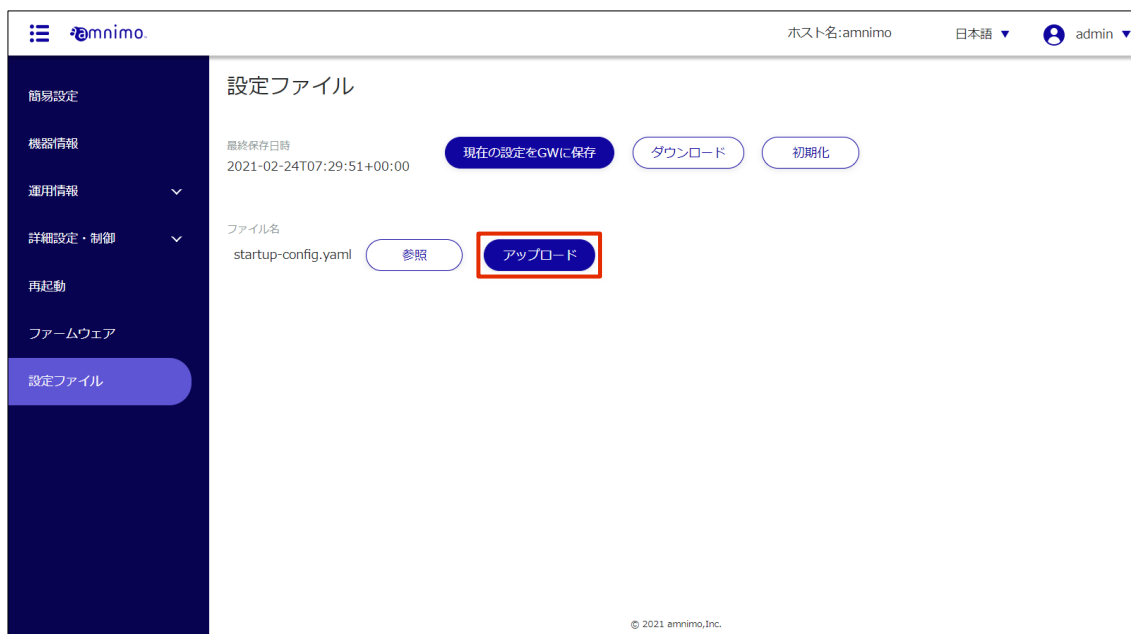 amnimo.
ホスト名:amnimo
日本語 ▼
admin ▼
簡易設定
機器情報
運用情報
詳細設定・制御
再起動
ファームウェア
設定ファイル
設定ファイル
最終保存日時
2021-02-24T07:29:51+00:00
現在の設定をGWに保存
ダウンロード
初期化
ファイル名
startup-config.yaml
参照
アップロード
© 2021 amnimo,Inc.